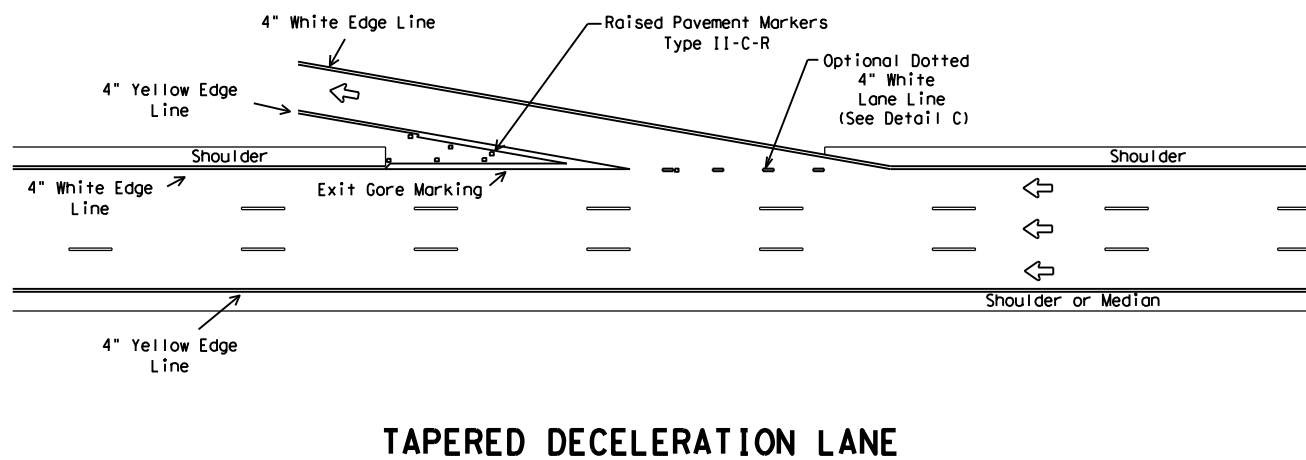 4" White Edge Line
Raised Pavement Markers
Type II-C-R
Optional Dotted
4" White
Lane Line
(See Detail C)
4" Yellow Edge
Line
Shoulder
Shoulder
4" White Edge
Line
Exit Gore Marking
Shoulder or Median
4" Yellow Edge
Line
TAPERED DECELERATION LANE